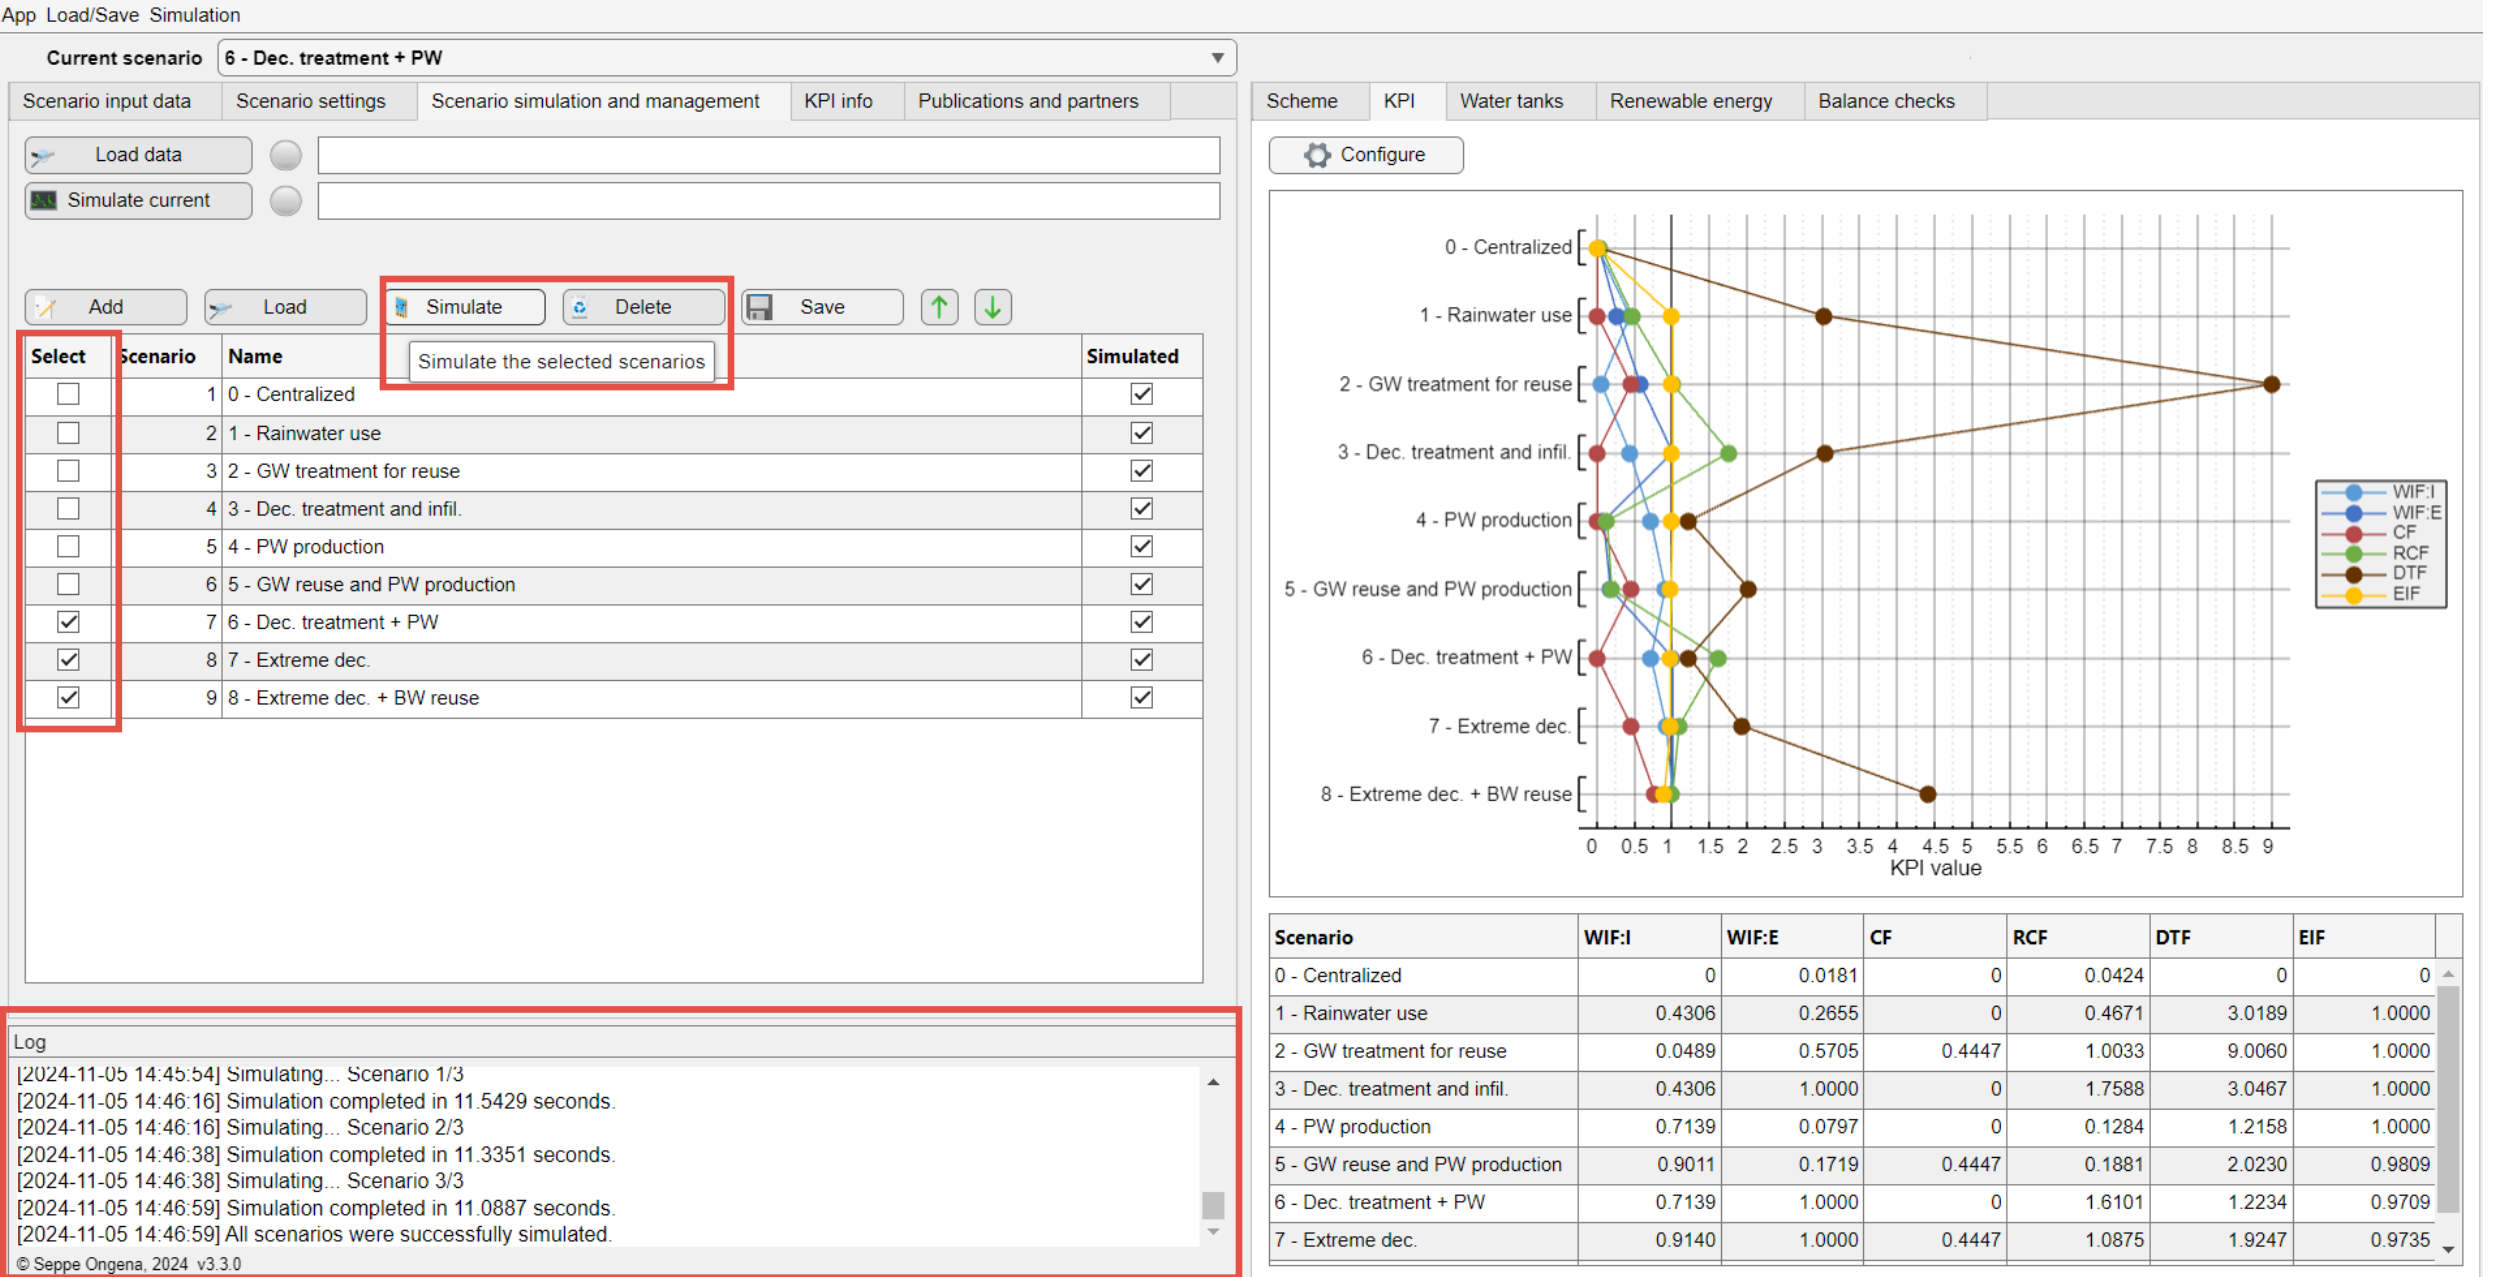 App Load/Save Simulation
Current scenario 6 - Dec. treatment + PW
Scenario input data Scenario settings Scenario simulation and management KPI info Publications and partners
Load data
Simulate current
Add Load Simulate Delete Save
Simulate the selected scenarios
Select Scenario Name Simulated
1 0 - Centralized
2 1 - Rainwater use
3 2 - GW treatment for reuse
4 3 - Dec. treatment and infil.
5 4 - PW production
6 5 - GW reuse and PW production
7 6 - Dec. treatment + PW
8 7 - Extreme dec.
9 8 - Extreme dec. + BW reuse
Log
[2024-11-05 14:45:54] Simulating... Scenario 1/3
[2024-11-05 14:46:16] Simulation completed in 11.5429 seconds.
[2024-11-05 14:46:16] Simulating... Scenario 2/3
[2024-11-05 14:46:38] Simulation completed in 11.3351 seconds.
[2024-11-05 14:46:38] Simulating... Scenario 3/3
[2024-11-05 14:46:59] Simulation completed in 11.0887 seconds.
[2024-11-05 14:46:59] All scenarios were successfully simulated.
© Seppe Ongena, 2024 v3.3.0
Scheme KPI Water tanks Renewable energy Balance checks
Configure
0 - Centralized
1 - Rainwater use
2 - GW treatment for reuse
3 - Dec. treatment and infil.
4 - PW production
5 - GW reuse and PW production
6 - Dec. treatment + PW
7 - Extreme dec.
8 - Extreme dec. + BW reuse
0 0.5 1 1.5 2 2.5 3 3.5 4 4.5 5 5.5 6 6.5 7 7.5 8 8.5 9
KPI value
WIF:I
WIF:E
CF
RCF
DTF
EIF
Scenario WIF:I WIF:E CF RCF DTF EIF
0 - Centralized 0 0.0181 0 0.0424 0 0
1 - Rainwater use 0.4306 0.2655 0 0.4671 3.0189 1.0000
2 - GW treatment for reuse 0.0489 0.5705 0.4447 1.0033 9.0060 1.0000
3 - Dec. treatment and infil. 0.4306 1.0000 0 1.7588 3.0467 1.0000
4 - PW production 0.7139 0.0797 0 0.1284 1.2158 1.0000
5 - GW reuse and PW production 0.9011 0.1719 0.4447 0.1881 2.0230 0.9809
6 - Dec. treatment + PW 0.7139 1.0000 0 1.6101 1.2234 0.9709
7 - Extreme dec. 0.9140 1.0000 0.4447 1.0875 1.9247 0.9735